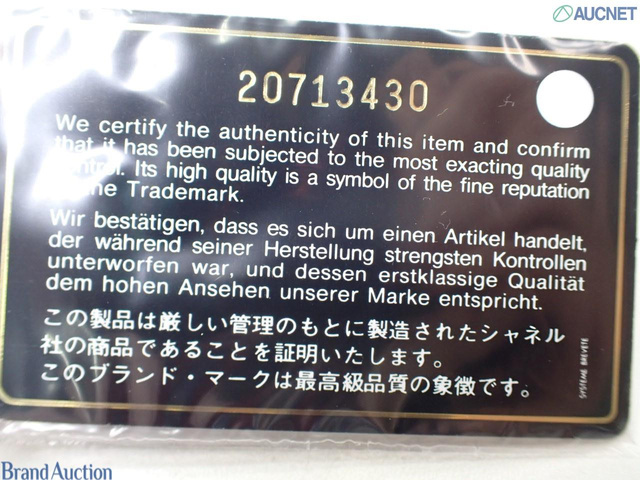 AUCNET
20713430
We certify the authenticity of this item and confirm
that it has been subjected to the most exacting quality
control. Its high quality is a symbol of the fine reputation
the Trademark.
Wir bestätigen, dass es sich um einen Artikel handelt,
der während seiner Herstellung strengsten Kontrollen
unterworfen war, und dessen erstklassige Qualität
dem hohen Ansehen unserer Marke entspricht.
この製品は厳しい管理のもとに製造されたシャネル
社の商品であることを証明いたします。
このブランド・マークは最高級品質の象徴です。
SYSTEME BREVETE
Brand Auction